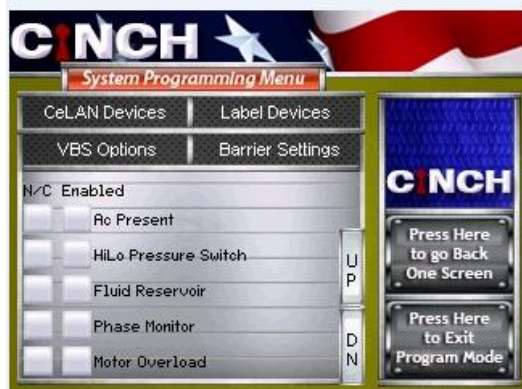 CINCH
System Programming Menu
CeLAN Devices
Label Devices
VBS Options
Barrier Settings
N/C Enabled
Ac Present
HiLo Pressure Switch
Fluid Reservoir
Phase Monitor
Motor Overload
UP
DN
CINCH
Press Here
to go Back
One Screen
Press Here
to Exit
Program Mode